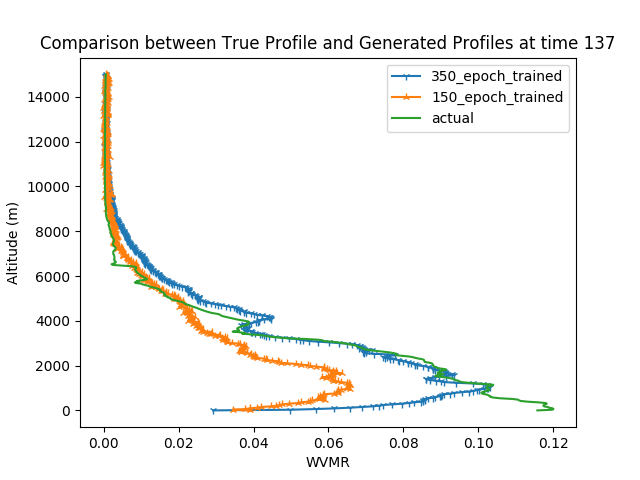 Comparison between True Profile and Generated Profiles at time 137
350_epoch_trained
150_epoch_trained
actual
Altitude (m)
14000
12000
10000
8000
6000
4000
2000
0
0.00 0.02 0.04 0.06 0.08 0.10 0.12
WVMR